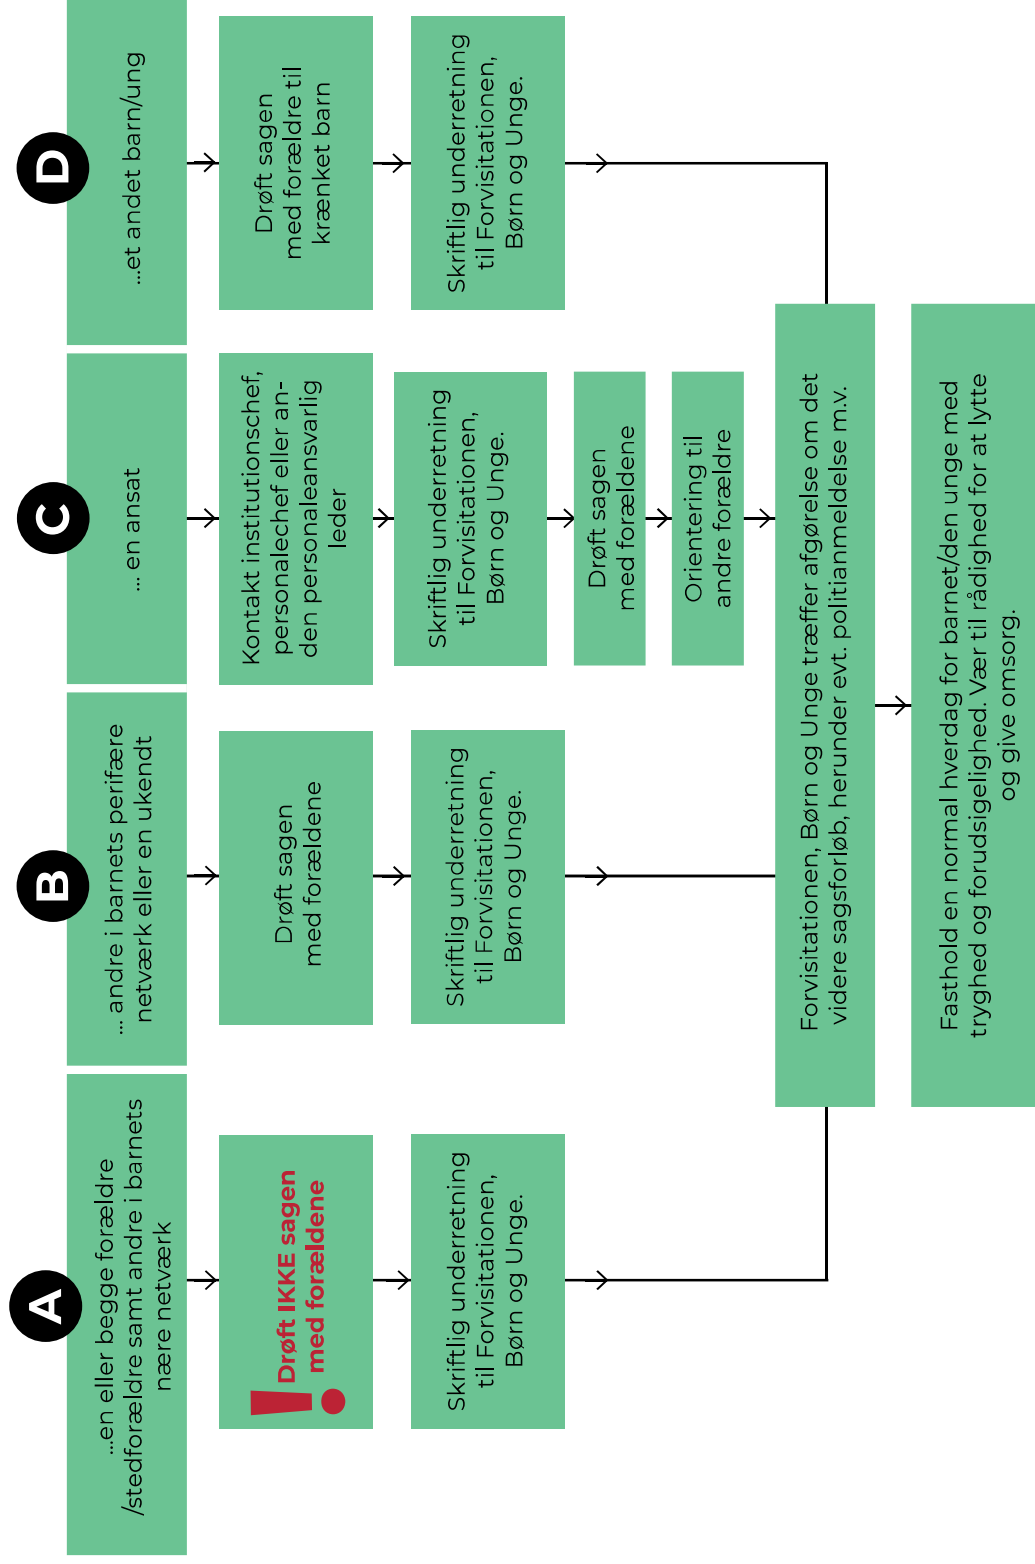 A
...en eller begge forældre
/stedforældre samt andre i barnets
nære netværk
Drøft IKKE sagen
med forældene
!
Skriftlig underretning
til Forvisitationen,
Børn og Unge.
B
... andre i barnets perifære
netværk eller en ukendt
Drøft sagen
med forældene
Skriftlig underretning
til Forvisitationen,
Børn og Unge.
C
... en ansat
Kontakt institutionschef,
personalechef eller an-
den personaleansvarlig
leder
Skriftlig underretning
til Forvisitationen,
Børn og Unge.
Drøft sagen
med forældene
Orientering til
andre forældre
D
...et andet barn/ung
Drøft sagen
med forældre til
krænket barn
Skriftlig underretning
til Forvisitationen,
Børn og Unge.
Forvisitationen, Børn og Unge træffer afgørelse om det
videre sagsforløb, herunder evt. politianmeldelse m.v.
Fasthold en normal hverdag for barnet/den unge med
tryghed og forudsigelighed. Vær til rådighed for at lytte
og give omsorg.